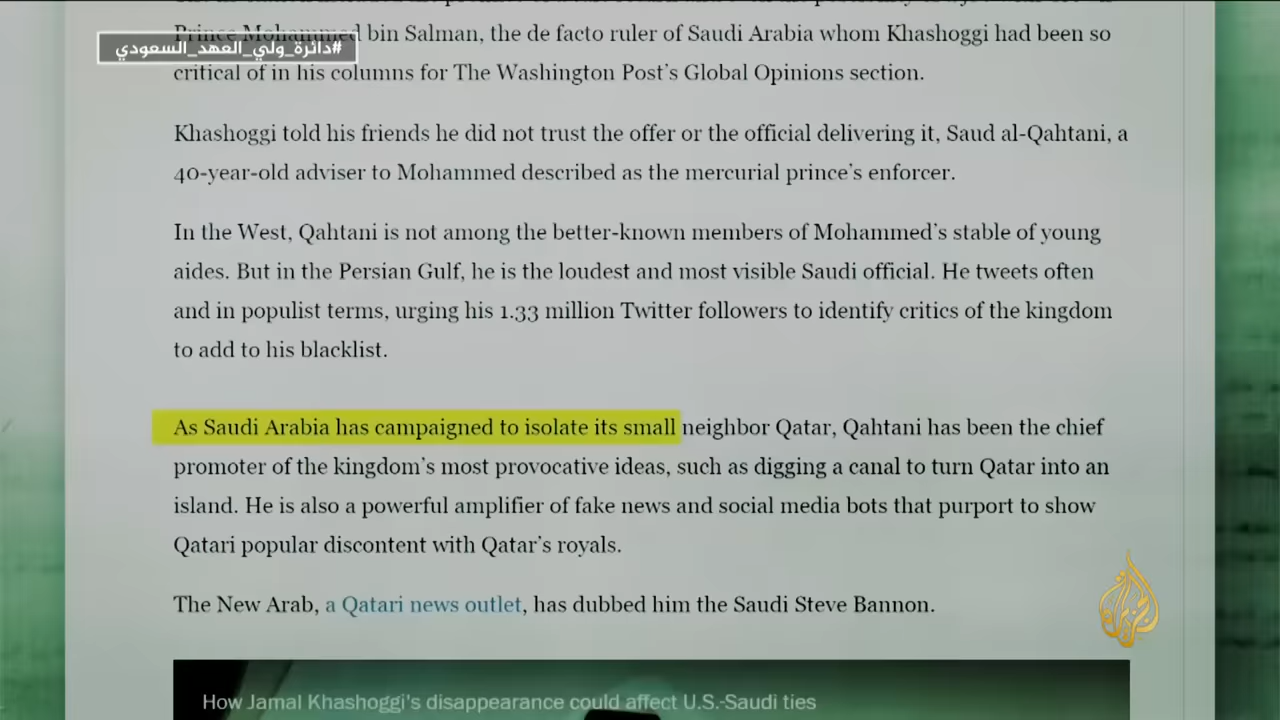 Prince Mohammed bin Salman, the de facto ruler of Saudi Arabia whom Khashoggi had been so
#دائرة_ولي_العهد_السعودي
critical of in his columns for The Washington Post's Global Opinions section.
Khashoggi told his friends he did not trust the offer or the official delivering it, Saud al-Qahtani, a
40-year-old adviser to Mohammed described as the mercurial prince's enforcer.
In the West, Qahtani is not among the better-known members of Mohammed's stable of young
aides. But in the Persian Gulf, he is the loudest and most visible Saudi official. He tweets often
and in populist terms, urging his 1.33 million Twitter followers to identify critics of the kingdom
to add to his blacklist.
As Saudi Arabia has campaigned to isolate its small neighbor Qatar, Qahtani has been the chief
promoter of the kingdom's most provocative ideas, such as digging a canal to turn Qatar into an
island. He is also a powerful amplifier of fake news and social media bots that purport to show
Qatari popular discontent with Qatar's royals.
The New Arab, a Qatari news outlet, has dubbed him the Saudi Steve Bannon.
الجزيرة
How Jamal Khashoggi's disappearance could affect U.S.-Saudi ties